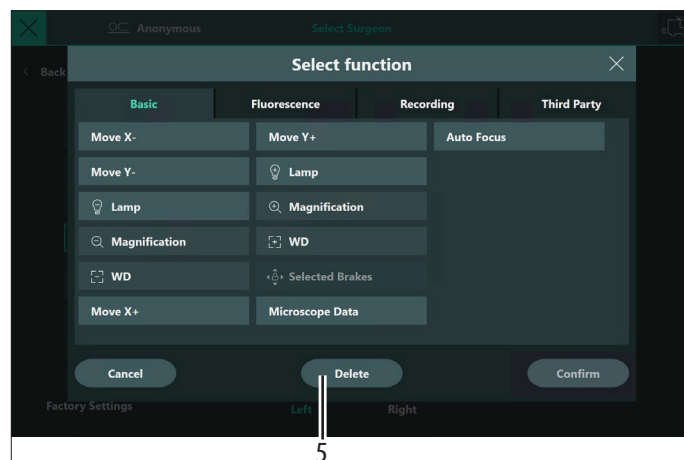 Anonymous
Select Surgeon
Back
Select function
Basic Fluorescence Recording Third Party
Move X- Move Y+ Auto Focus
Move Y- Lamp
Lamp Magnification
Magnification WD
WD Selected Brakes
Move X+ Microscope Data
Cancel Delete Confirm
Factory Settings Left Right
5